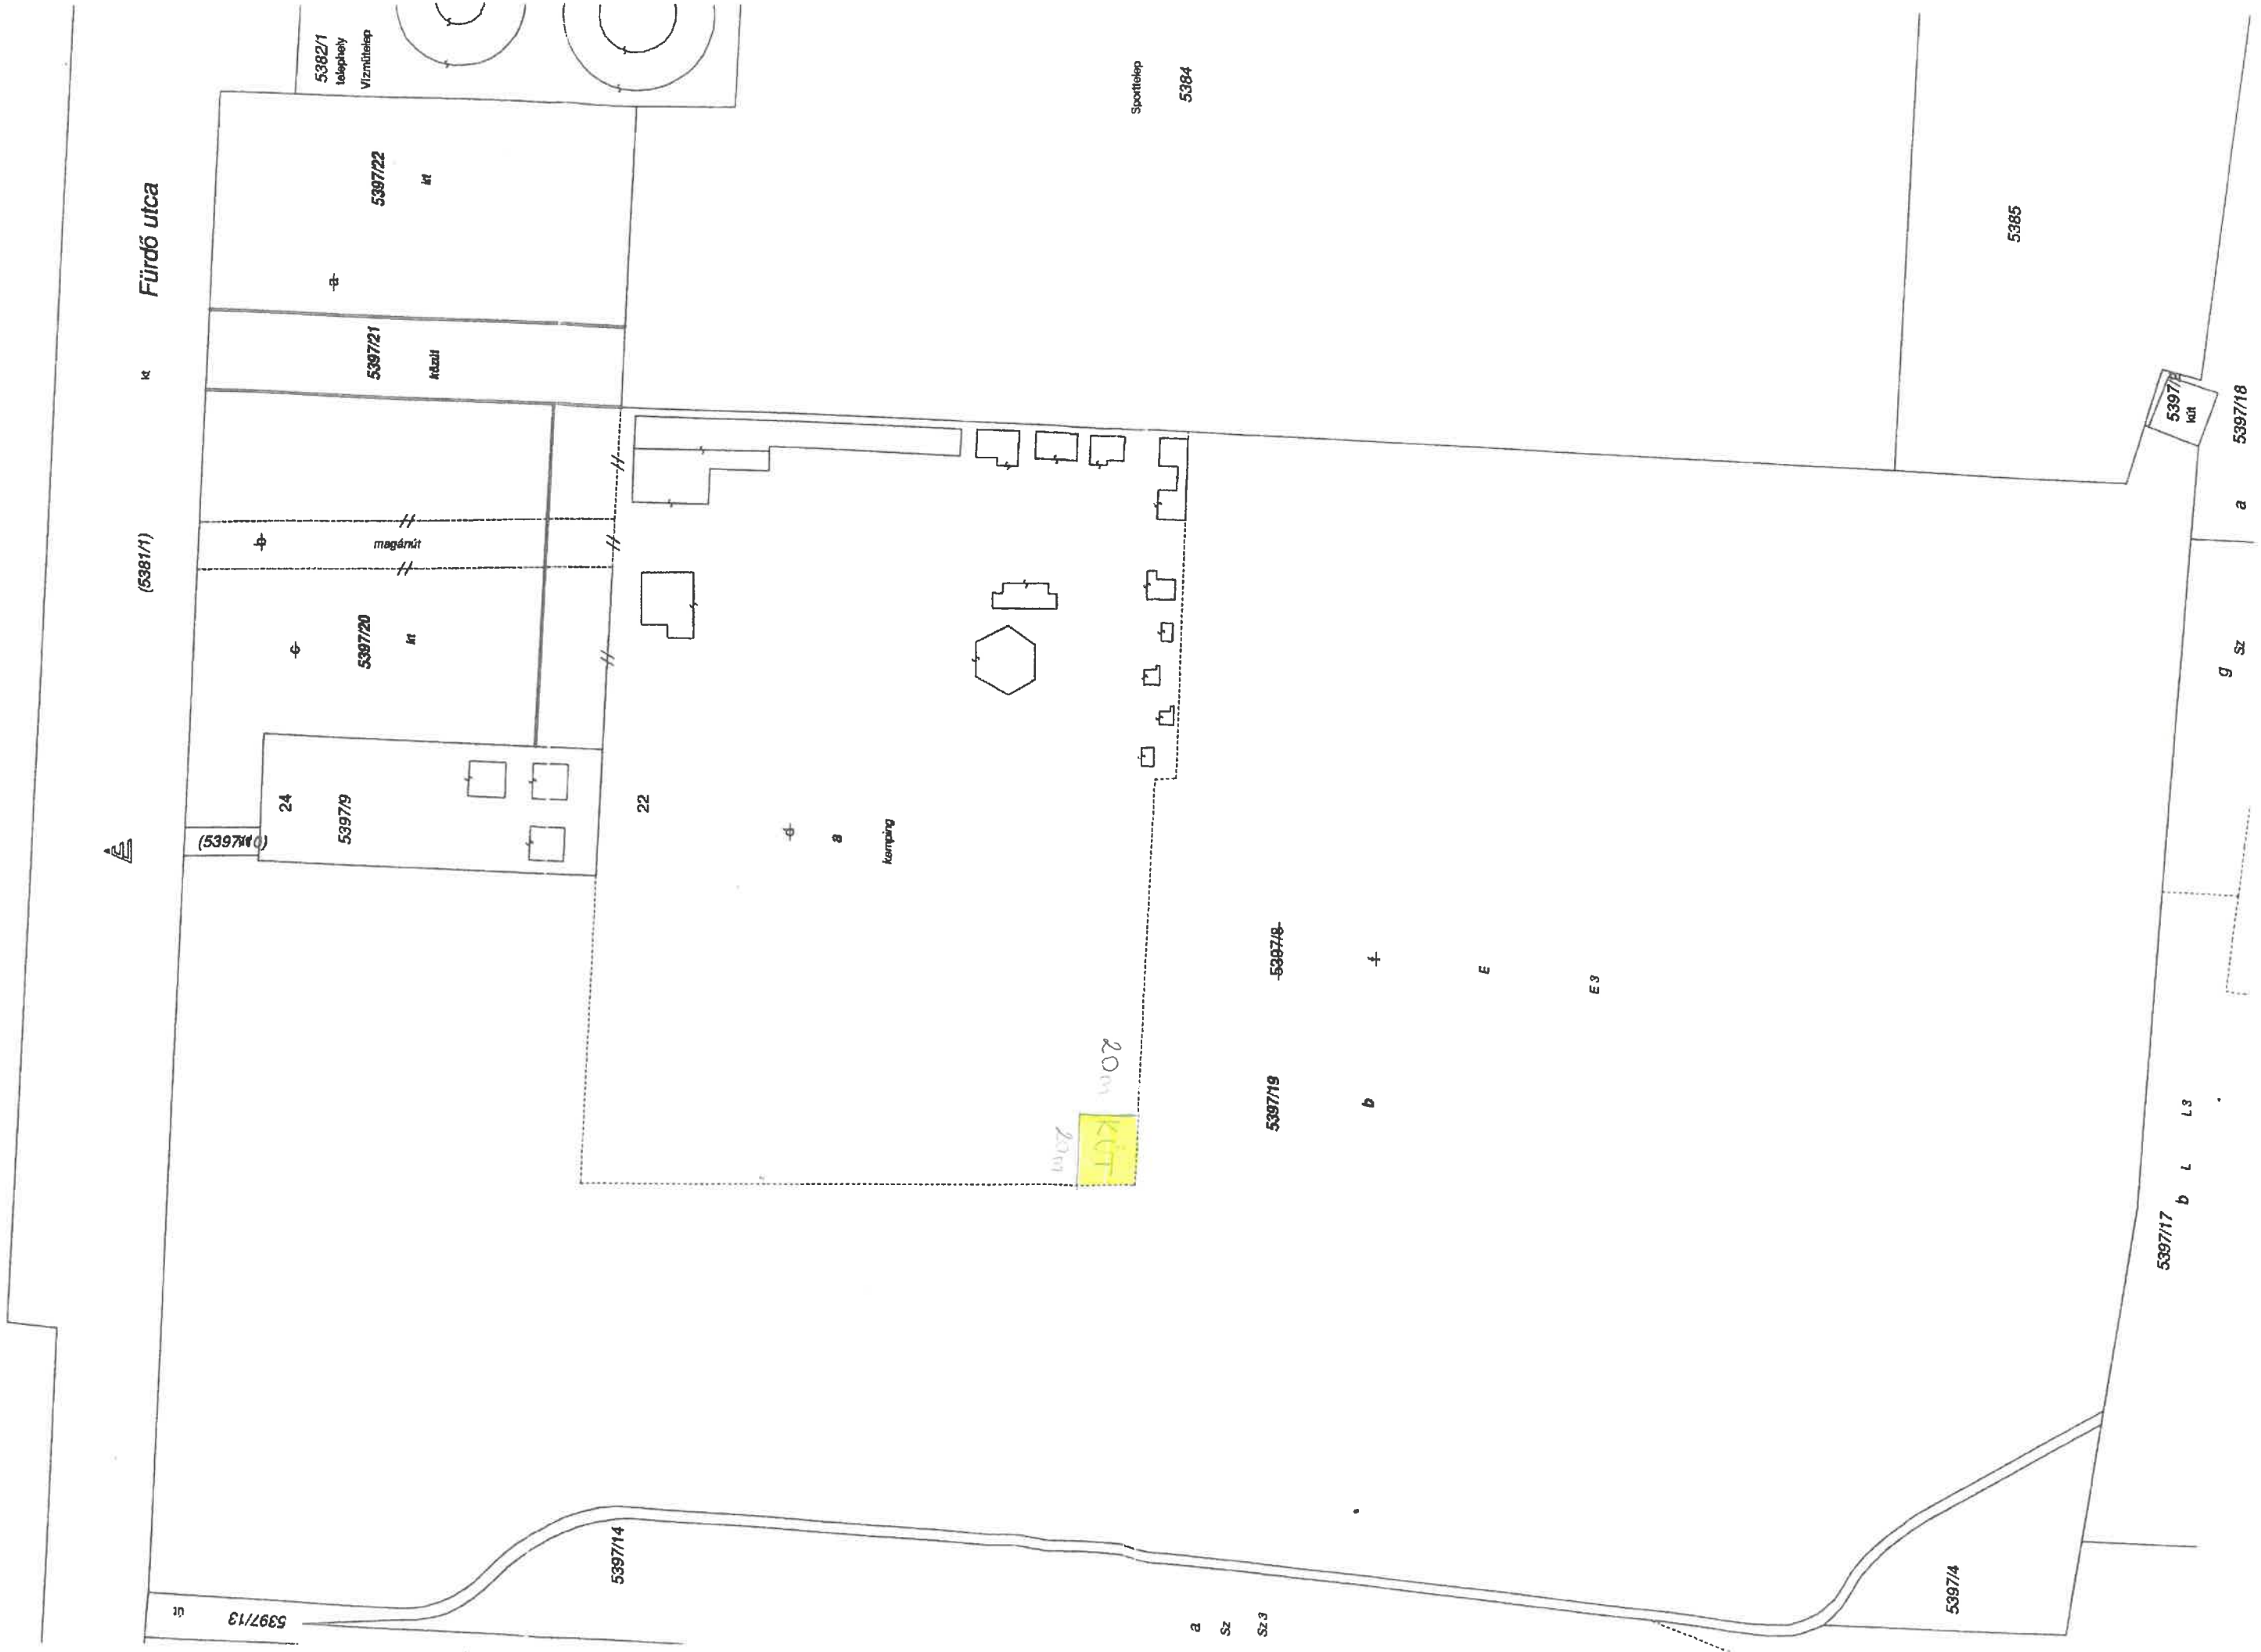 Fürdő utca
kt
(5381/1)
5382/1
telephely
Vízműtelep
5397/22
kt
a
5397/21
közút
b
magánút
c
5397/20
kt
24
5397/9
22
d
a
kemping
Sporttelep
5384
5385
kút
5397/18
a
g
Sz
5397/8
f
E
E 3
5397/19
b
20m
20m
KÚT
5397/17
b
L
L 3
5397/14
5397/13
út
a
Sz
Sz 3
5397/4